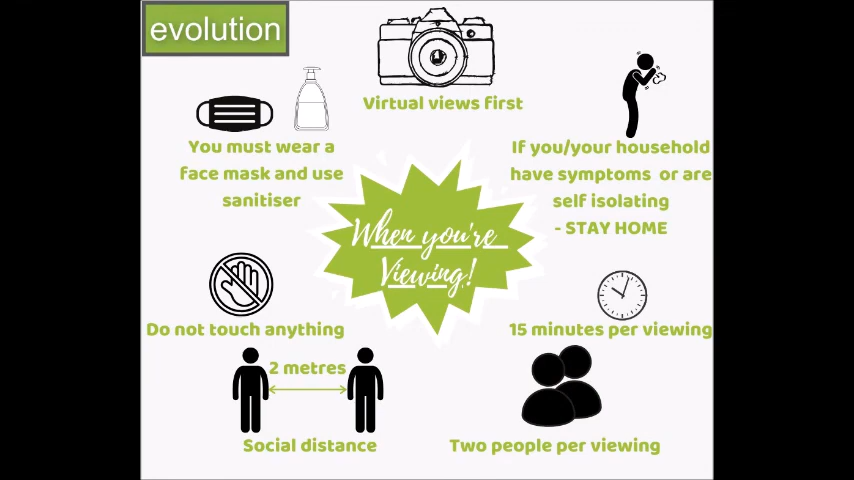 evolution
Virtual views first
You must wear a
face mask and use
sanitiser
If you/your household
have symptoms or are
self isolating
- STAY HOME
When you're
Viewing!
Do not touch anything
15 minutes per viewing
2 metres
Social distance
Two people per viewing